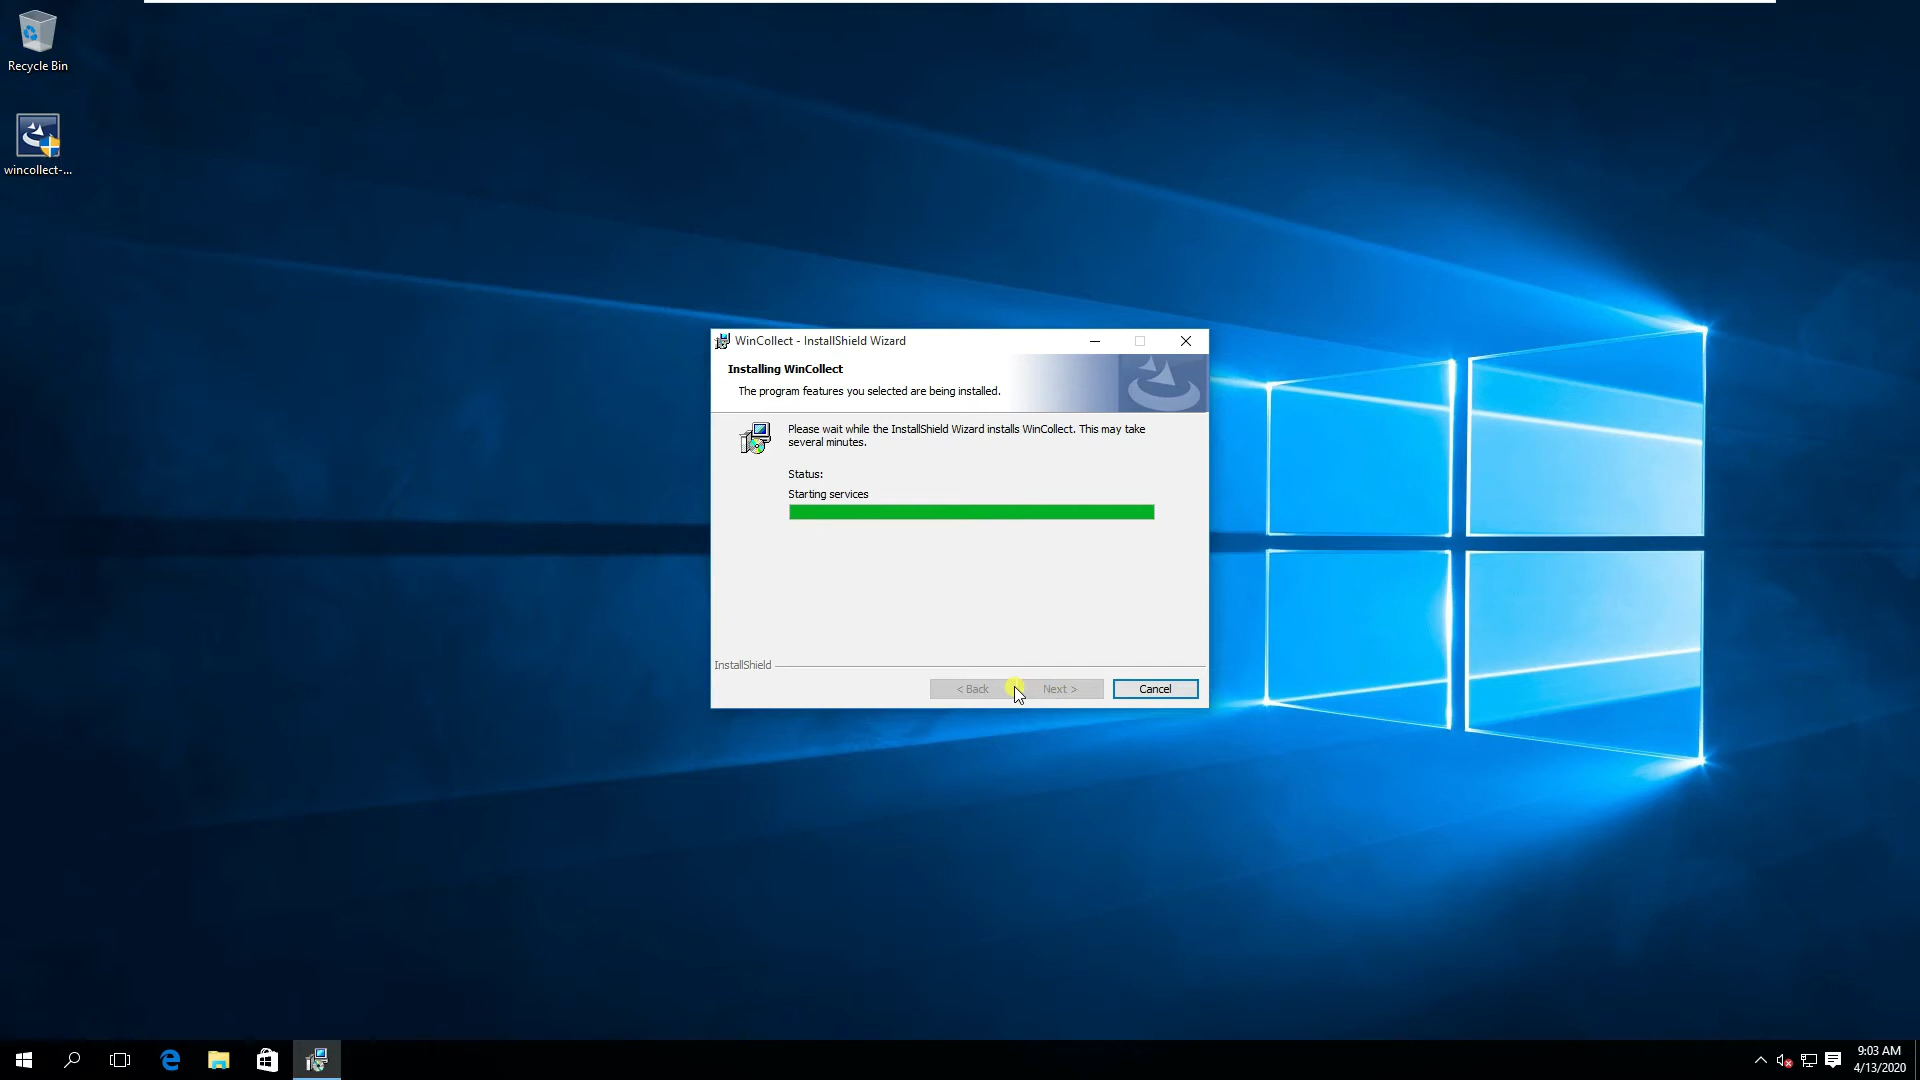 Recycle Bin
wincollect-...
WinCollect - InstallShield Wizard
Installing WinCollect
The program features you selected are being installed.
Please wait while the InstallShield Wizard installs WinCollect. This may take
several minutes.
Status:
Starting services
InstallShield
< Back
Next >
Cancel
9:03 AM
4/13/2020